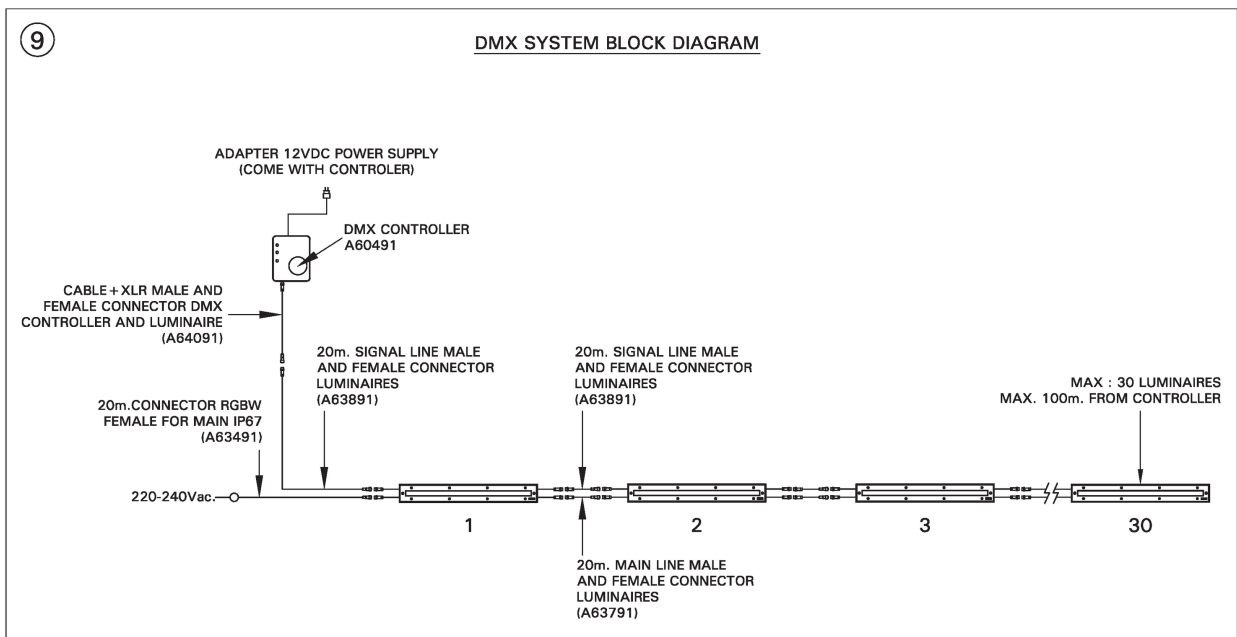 9
DMX SYSTEM BLOCK DIAGRAM
ADAPTER 12VDC POWER SUPPLY
(COME WITH CONTROLER)
DMX CONTROLLER
A60491
CABLE+XLR MALE AND
FEMALE CONNECTOR DMX
CONTROLLER AND LUMINAIRE
(A64091)
20m. SIGNAL LINE MALE
AND FEMALE CONNECTOR
LUMINAIRES
(A63891)
20m. SIGNAL LINE MALE
AND FEMALE CONNECTOR
LUMINAIRES
(A63891)
MAX : 30 LUMINAIRES
MAX. 100m. FROM CONTROLLER
20m.CONNECTOR RGBW
FEMALE FOR MAIN IP67
(A63491)
220-240Vac.
1
2
3
30
20m. MAIN LINE MALE
AND FEMALE CONNECTOR
LUMINAIRES
(A63791)